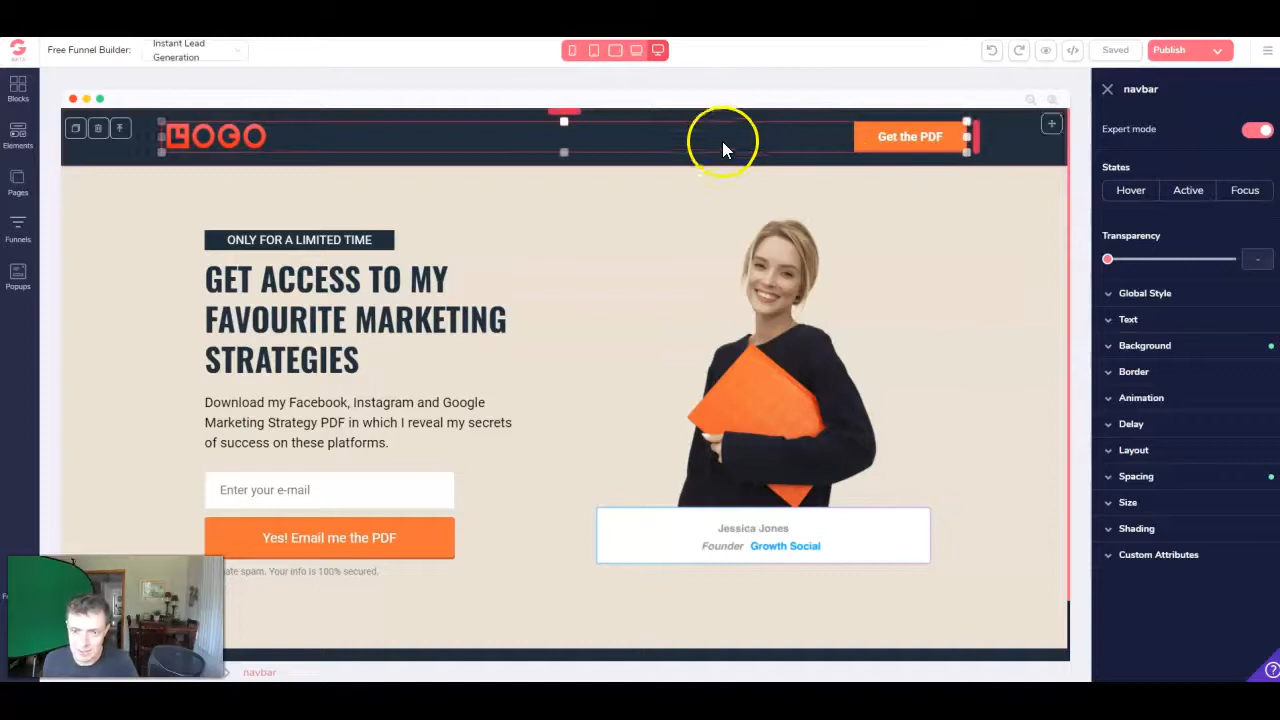 Free Funnel Builder:
Instant Lead
Generation
Saved
Publish
BETA
Blocks
Elements
Pages
Funnels
Popups
LOGO
Get the PDF
ONLY FOR A LIMITED TIME
GET ACCESS TO MY
FAVOURITE MARKETING
STRATEGIES
Download my Facebook, Instagram and Google
Marketing Strategy PDF in which I reveal my secrets
of success on these platforms.
Enter your e-mail
Yes! Email me the PDF
spam. Your info is 100% secured.
Jessica Jones
Founder Growth Social
navbar
navbar
Expert mode
States
Hover Active Focus
Transparency
-
Global Style
Text
Background
Border
Animation
Delay
Layout
Spacing
Size
Shading
Custom Attributes
?